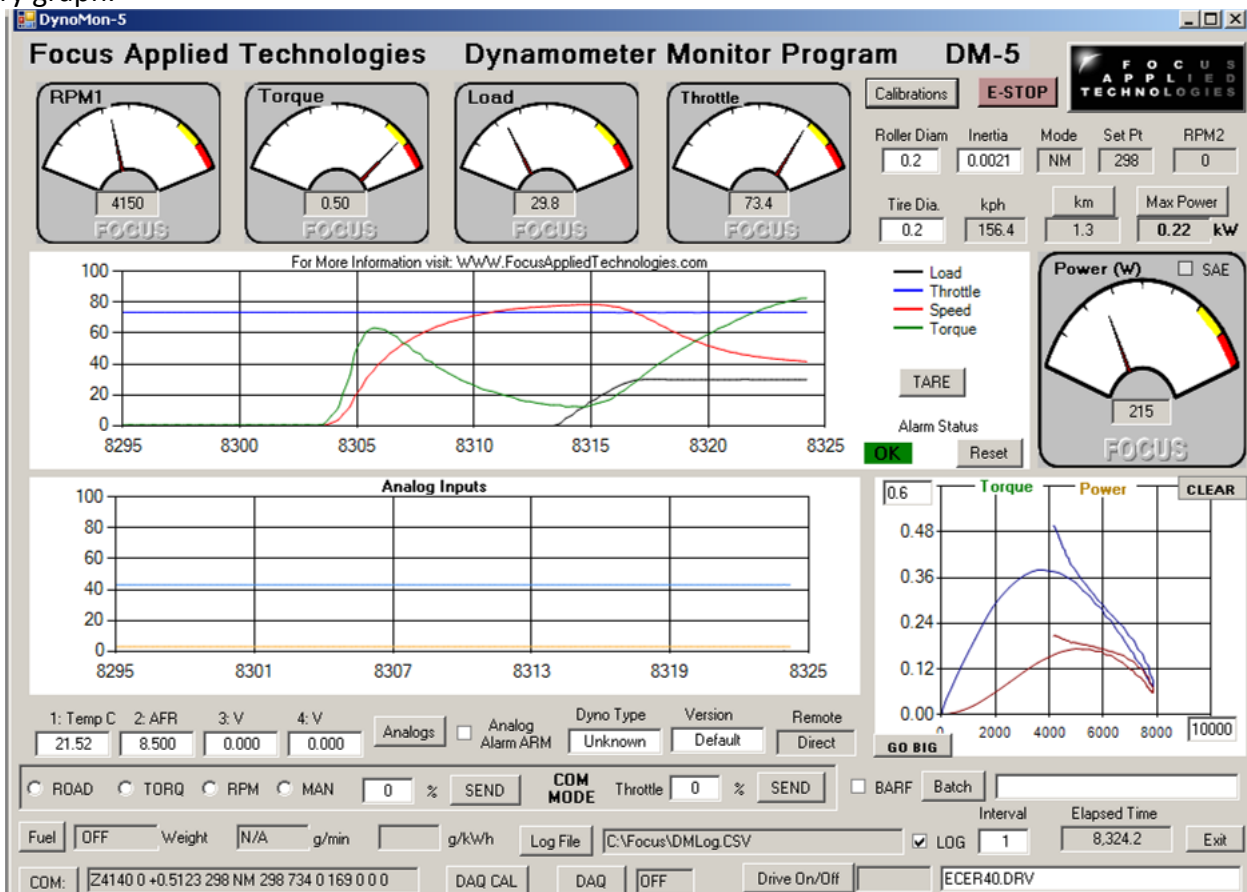 ry graph.
DynoMon-5
Focus Applied Technologies Dynamometer Monitor Program DM-5
FOCUS
APPLIED
TECHNOLOGIES
RPM1
4150
FOCUS
Torque
0.50
FOCUS
Load
29.8
FOCUS
Throttle
73.4
FOCUS
Calibrations E-STOP
Roller Diam Inertia Mode Set Pt RPM2
0.2 0.0021 NM 298 0
Tire Dia. kph km Max Power
0.2 156.4 1.3 0.22 kW
For More Information visit: WWW.FocusAppliedTechnologies.com
100
80
60
40
20
0
8295 8300 8305 8310 8315 8320 8325
Load
Throttle
Speed
Torque
TARE
Alarm Status
OK Reset
Power (W) SAE
215
FOCUS
Analog Inputs
100
80
60
40
20
0
8295 8301 8307 8313 8319 8325
0.6 Torque Power CLEAR
0.48
0.36
0.24
0.12
0.00
0 2000 4000 6000 8000 10000
GO BIG
1: Temp C 2: AFR 3: V 4: V
21.52 8.500 0.000 0.000
Analogs
Analog
Alarm ARM
Dyno Type Version Remote
Unknown Default Direct
ROAD TORQ RPM MAN 0 % SEND
COM
MODE
Throttle 0 % SEND
BARF Batch
Fuel OFF Weight N/A g/min g/kWh Log File C:\Focus\DMLog.CSV LOG
Interval Elapsed Time
1 8,324.2 Exit
COM: Z4140 0 +0.5123 298 NM 298 734 0 169 0 0 0 DAQ CAL DAQ OFF Drive On/Off ECER40.DRV